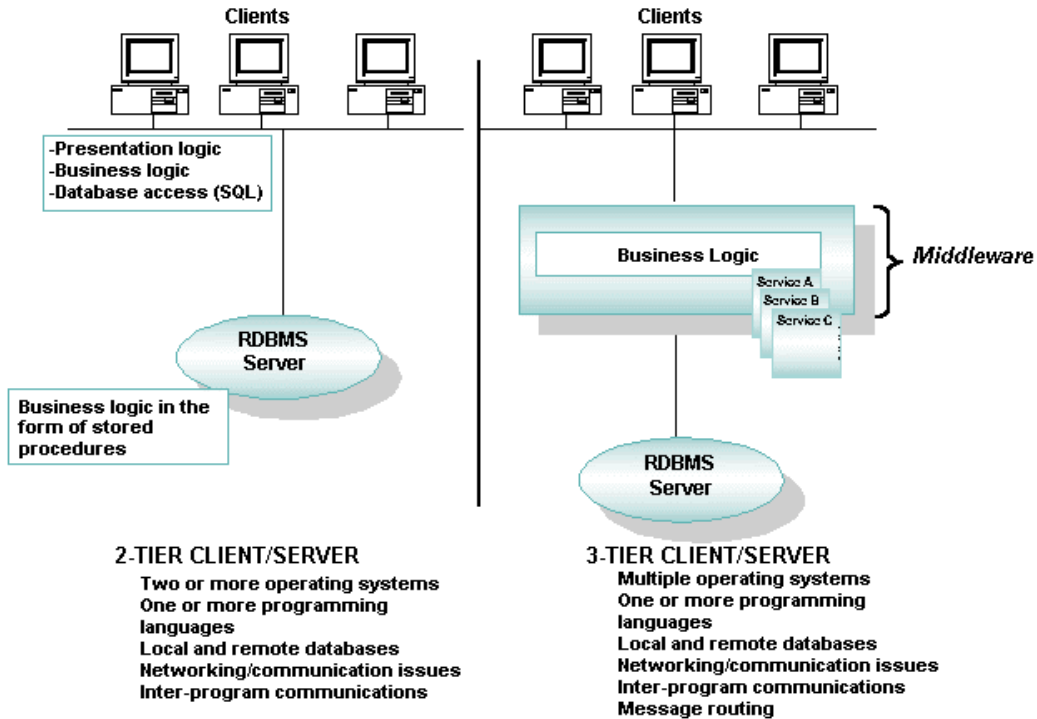 Clients
-Presentation logic
-Business logic
-Database access (SQL)
RDBMS
Server
Business logic in the
form of stored
procedures
2-TIER CLIENT/SERVER
Two or more operating systems
One or more programming
languages
Local and remote databases
Networking/communication issues
Inter-program communications
Clients
Business Logic
Service A
Service B
Service C
Middleware
RDBMS
Server
3-TIER CLIENT/SERVER
Multiple operating systems
One or more programming
languages
Local and remote databases
Networking/communication issues
Inter-program communications
Message routing